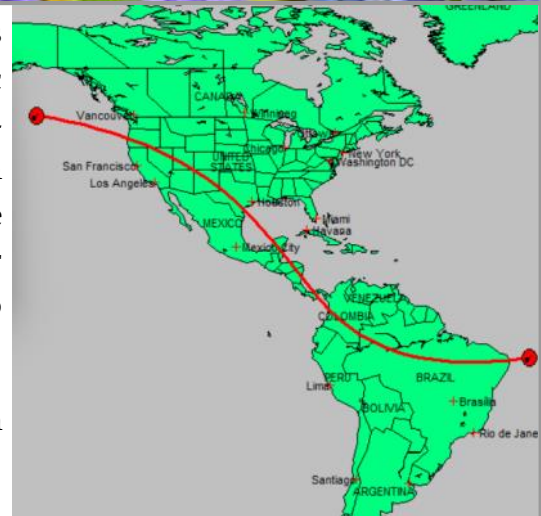 GREENLAND
CANADA
Winnipeg
Vancouver
Ottawa
Chicago
New York
UNITED
STATES
Washington DC
San Francisco
Los Angeles
Houston
Miami
MEXICO
Havana
Mexico City
VENEZUELA
COLOMBIA
PERU
BRAZIL
Lima
Brasilia
BOLIVIA
Rio de Jane
Santiago
ARGENTINA